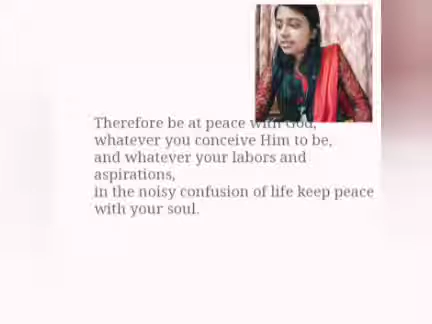 Therefore be at peace with God,
whatever you conceive Him to be,
and whatever your labors and
aspirations,
in the noisy confusion of life keep peace
with your soul.